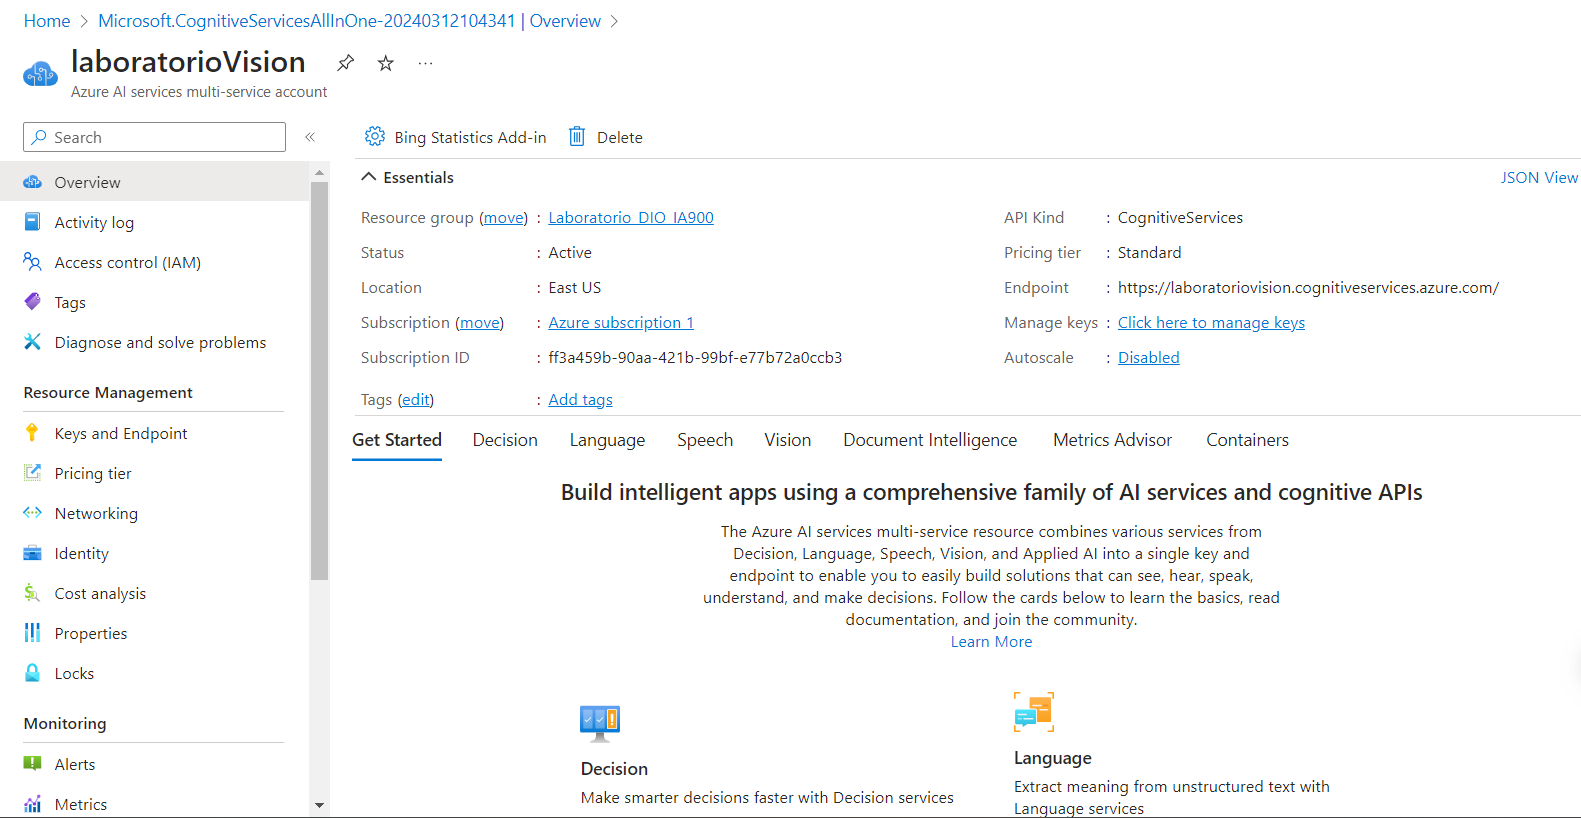 Home > Microsoft.CognitiveServicesAllInOne-20240312104341 | Overview >
laboratorioVision
Azure AI services multi-service account
Search
Overview
Activity log
Access control (IAM)
Tags
Diagnose and solve problems
Resource Management
Keys and Endpoint
Pricing tier
Networking
Identity
Cost analysis
Properties
Locks
Monitoring
Alerts
Metrics
Bing Statistics Add-in
Delete
Essentials
JSON View
Resource group (move) : Laboratorio_DIO_IA900
Status : Active
Location : East US
Subscription (move) : Azure subscription 1
Subscription ID : ff3a459b-90aa-421b-99bf-e77b72a0ccb3
Tags (edit) : Add tags
API Kind : CognitiveServices
Pricing tier : Standard
Endpoint : https://laboratoriovision.cognitiveservices.azure.com/
Manage keys : Click here to manage keys
Autoscale : Disabled
Get Started Decision Language Speech Vision Document Intelligence Metrics Advisor Containers
Build intelligent apps using a comprehensive family of AI services and cognitive APIs
The Azure AI services multi-service resource combines various services from
Decision, Language, Speech, Vision, and Applied AI into a single key and
endpoint to enable you to easily build solutions that can see, hear, speak,
understand, and make decisions. Follow the cards below to learn the basics, read
documentation, and join the community.
Learn More
Decision
Make smarter decisions faster with Decision services
Language
Extract meaning from unstructured text with
Language services